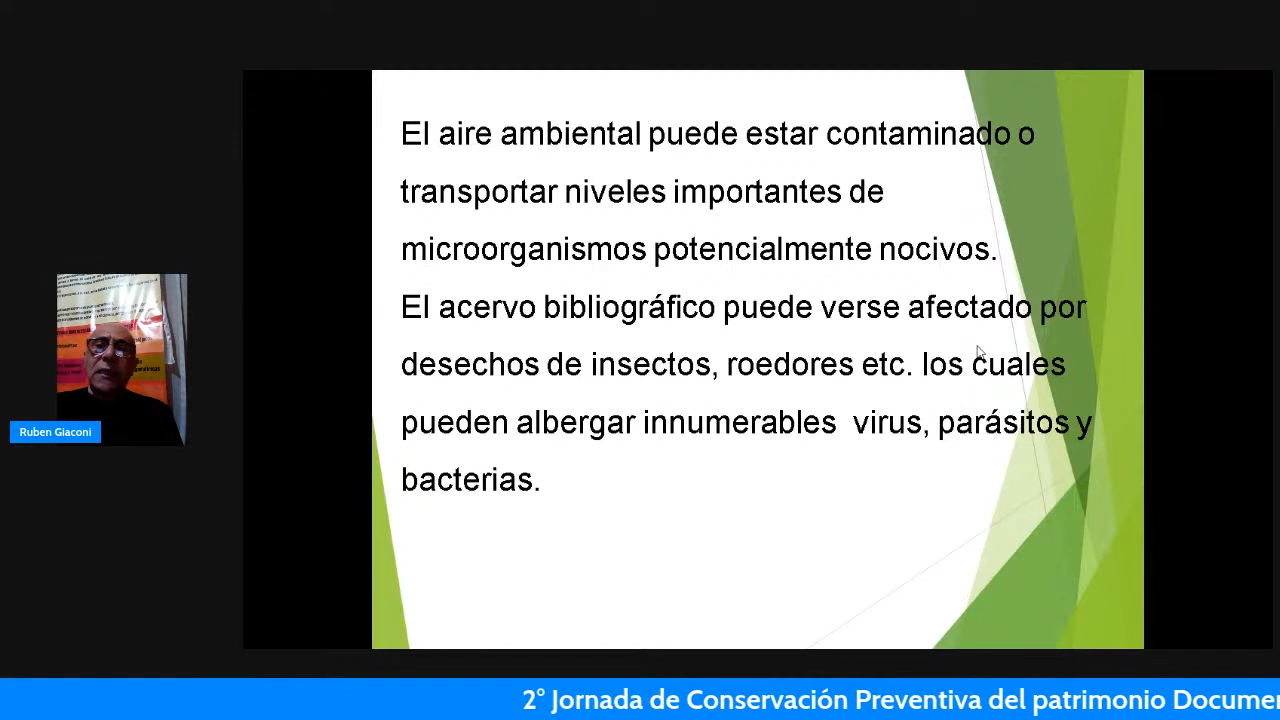 El aire ambiental puede estar contaminado o
transportar niveles importantes de
microorganismos potencialmente nocivos.
El acervo bibliográfico puede verse afectado por
desechos de insectos, roedores etc. los cuales
pueden albergar innumerables  virus, parásitos y
bacterias.
Ruben Giaconi
2° Jornada de Conservación Preventiva del patrimonio Docume